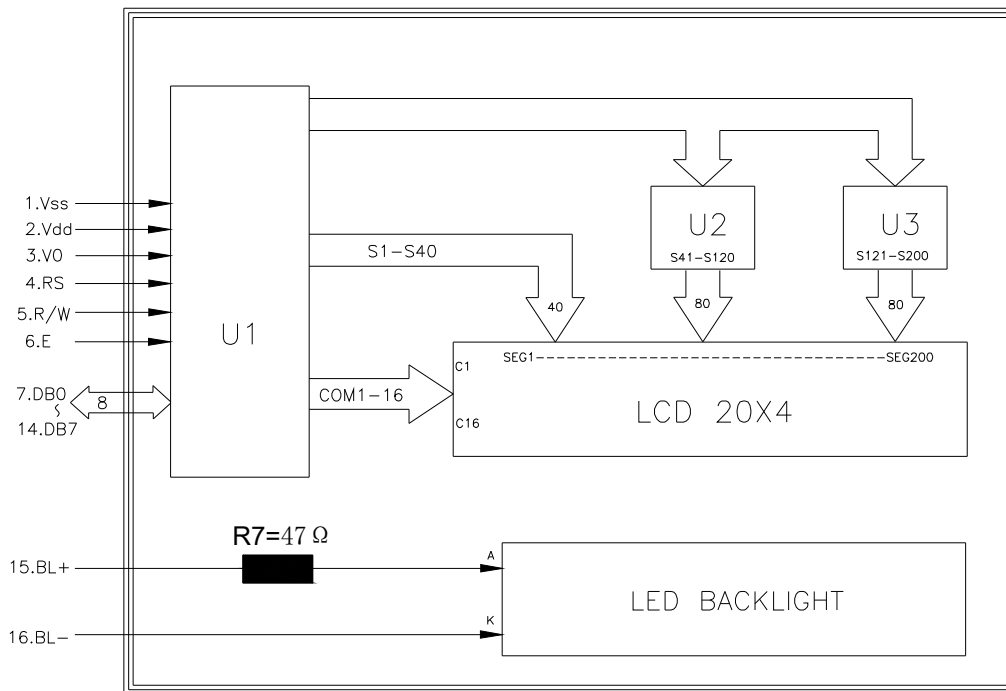 1.Vss
2.Vdd
3.V0
4.RS
5.R/W
6.E
7.DB0
~
14.DB7
8
U1
S1-S40
40
COM1-16
U2
S41-S120
80
U3
S121-S200
80
SEG1
SEG200
C1
C16
LCD 20X4
R7=47Ω
15.BL+
A
LED BACKLIGHT
16.BL-
K